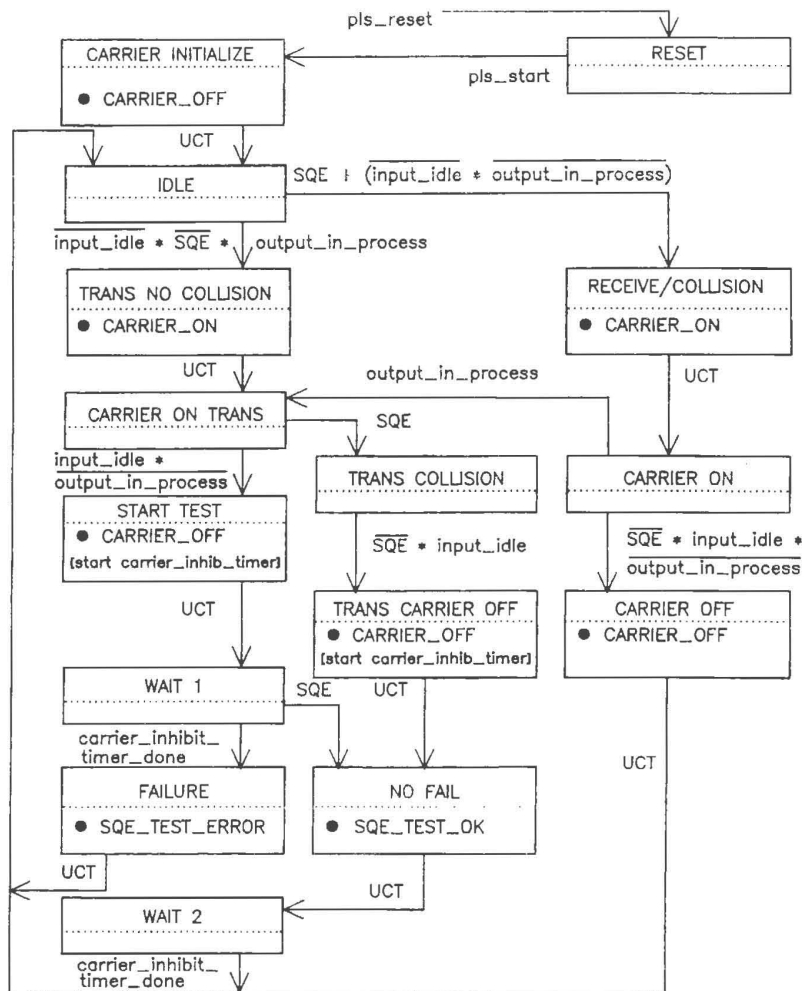 pls_reset
CARRIER INITIALIZE
● CARRIER_OFF
RESET
pls_start
UCT
IDLE
SQE + (input_idle * output_in_process)
input_idle * SQE * output_in_process
TRANS NO COLLISION
● CARRIER_ON
RECEIVE/COLLISION
● CARRIER_ON
UCT
output_in_process
UCT
CARRIER ON TRANS
SQE
input_idle *
output_in_process
TRANS COLLISION
CARRIER ON
START TEST
● CARRIER_OFF
[start carrier_inhib_timer]
SQE * input_idle
SQE * input_idle *
output_in_process
UCT
TRANS CARRIER OFF
● CARRIER_OFF
[start carrier_inhib_timer]
CARRIER OFF
● CARRIER_OFF
WAIT 1
SQE
UCT
carrier_inhibit_
timer_done
UCT
FAILURE
● SQE_TEST_ERROR
NO FAIL
● SQE_TEST_OK
UCT
UCT
WAIT 2
carrier_inhibit_
timer_done